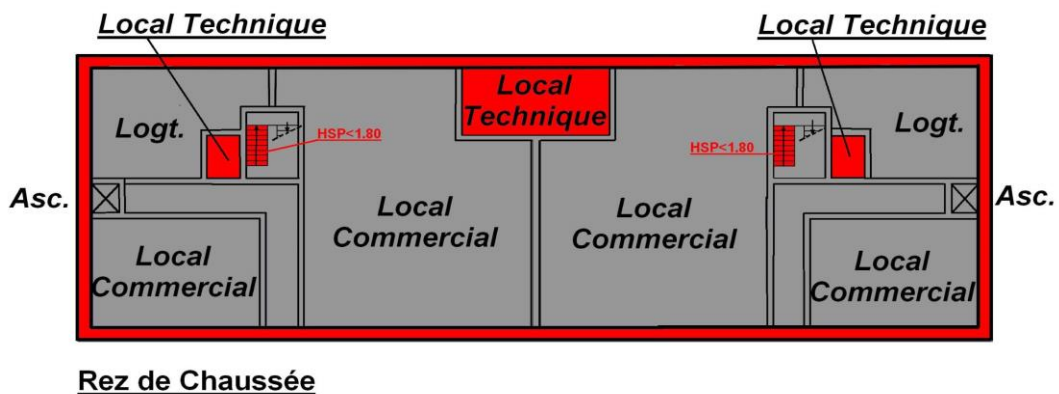 Local Technique
Local Technique
Local
Technique
Logt.
HSP<1.80
HSP<1.80
Logt.
Asc.
Asc.
Local
Commercial
Local
Commercial
Local
Commercial
Local
Commercial
Rez de Chaussée